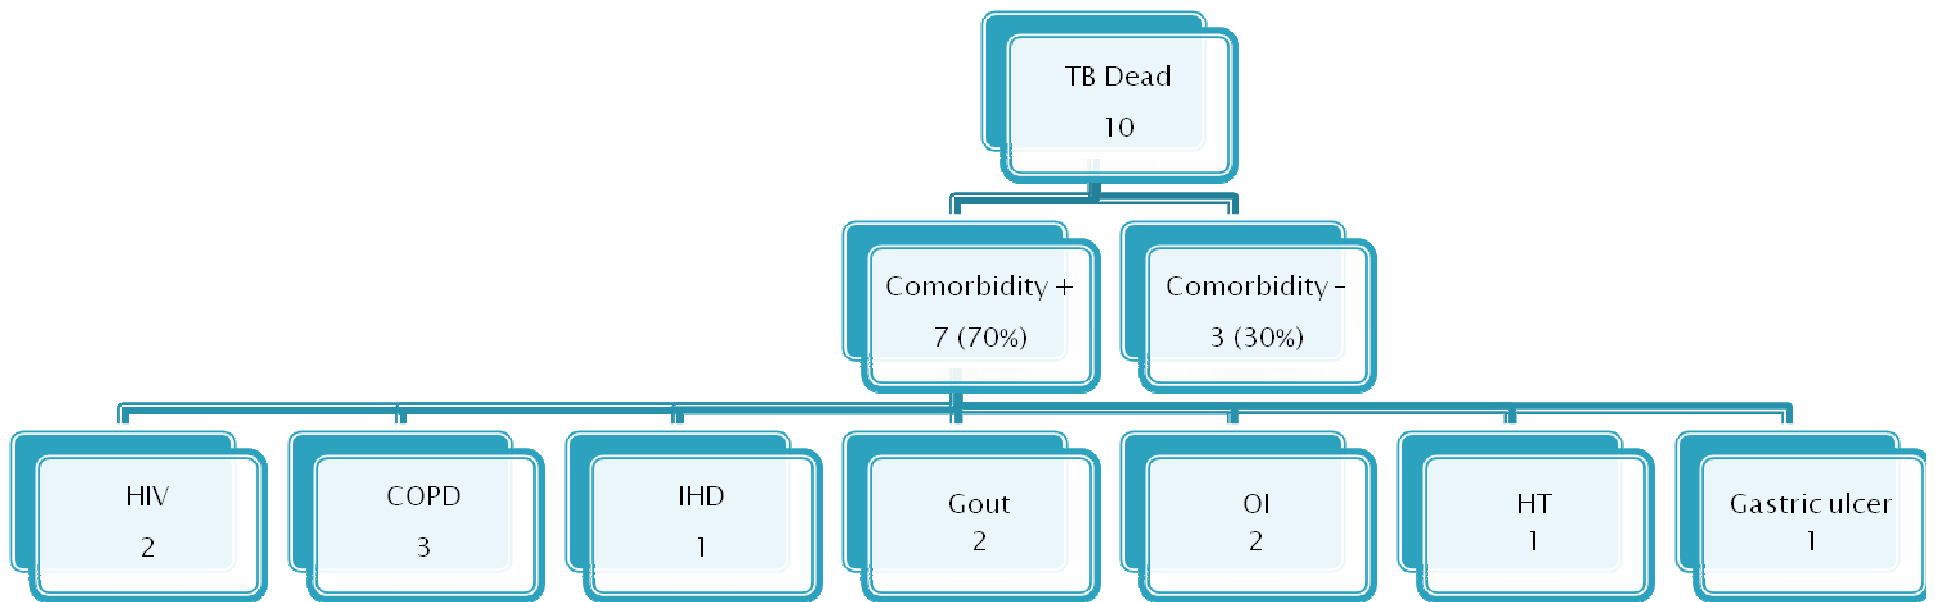 TB Dead
10
Comorbidity +
7 (70%)
Comorbidity -
3 (30%)
HIV
2
COPD
3
IHD
1
Gout
2
OI
2
HT
1
Gastric ulcer
1